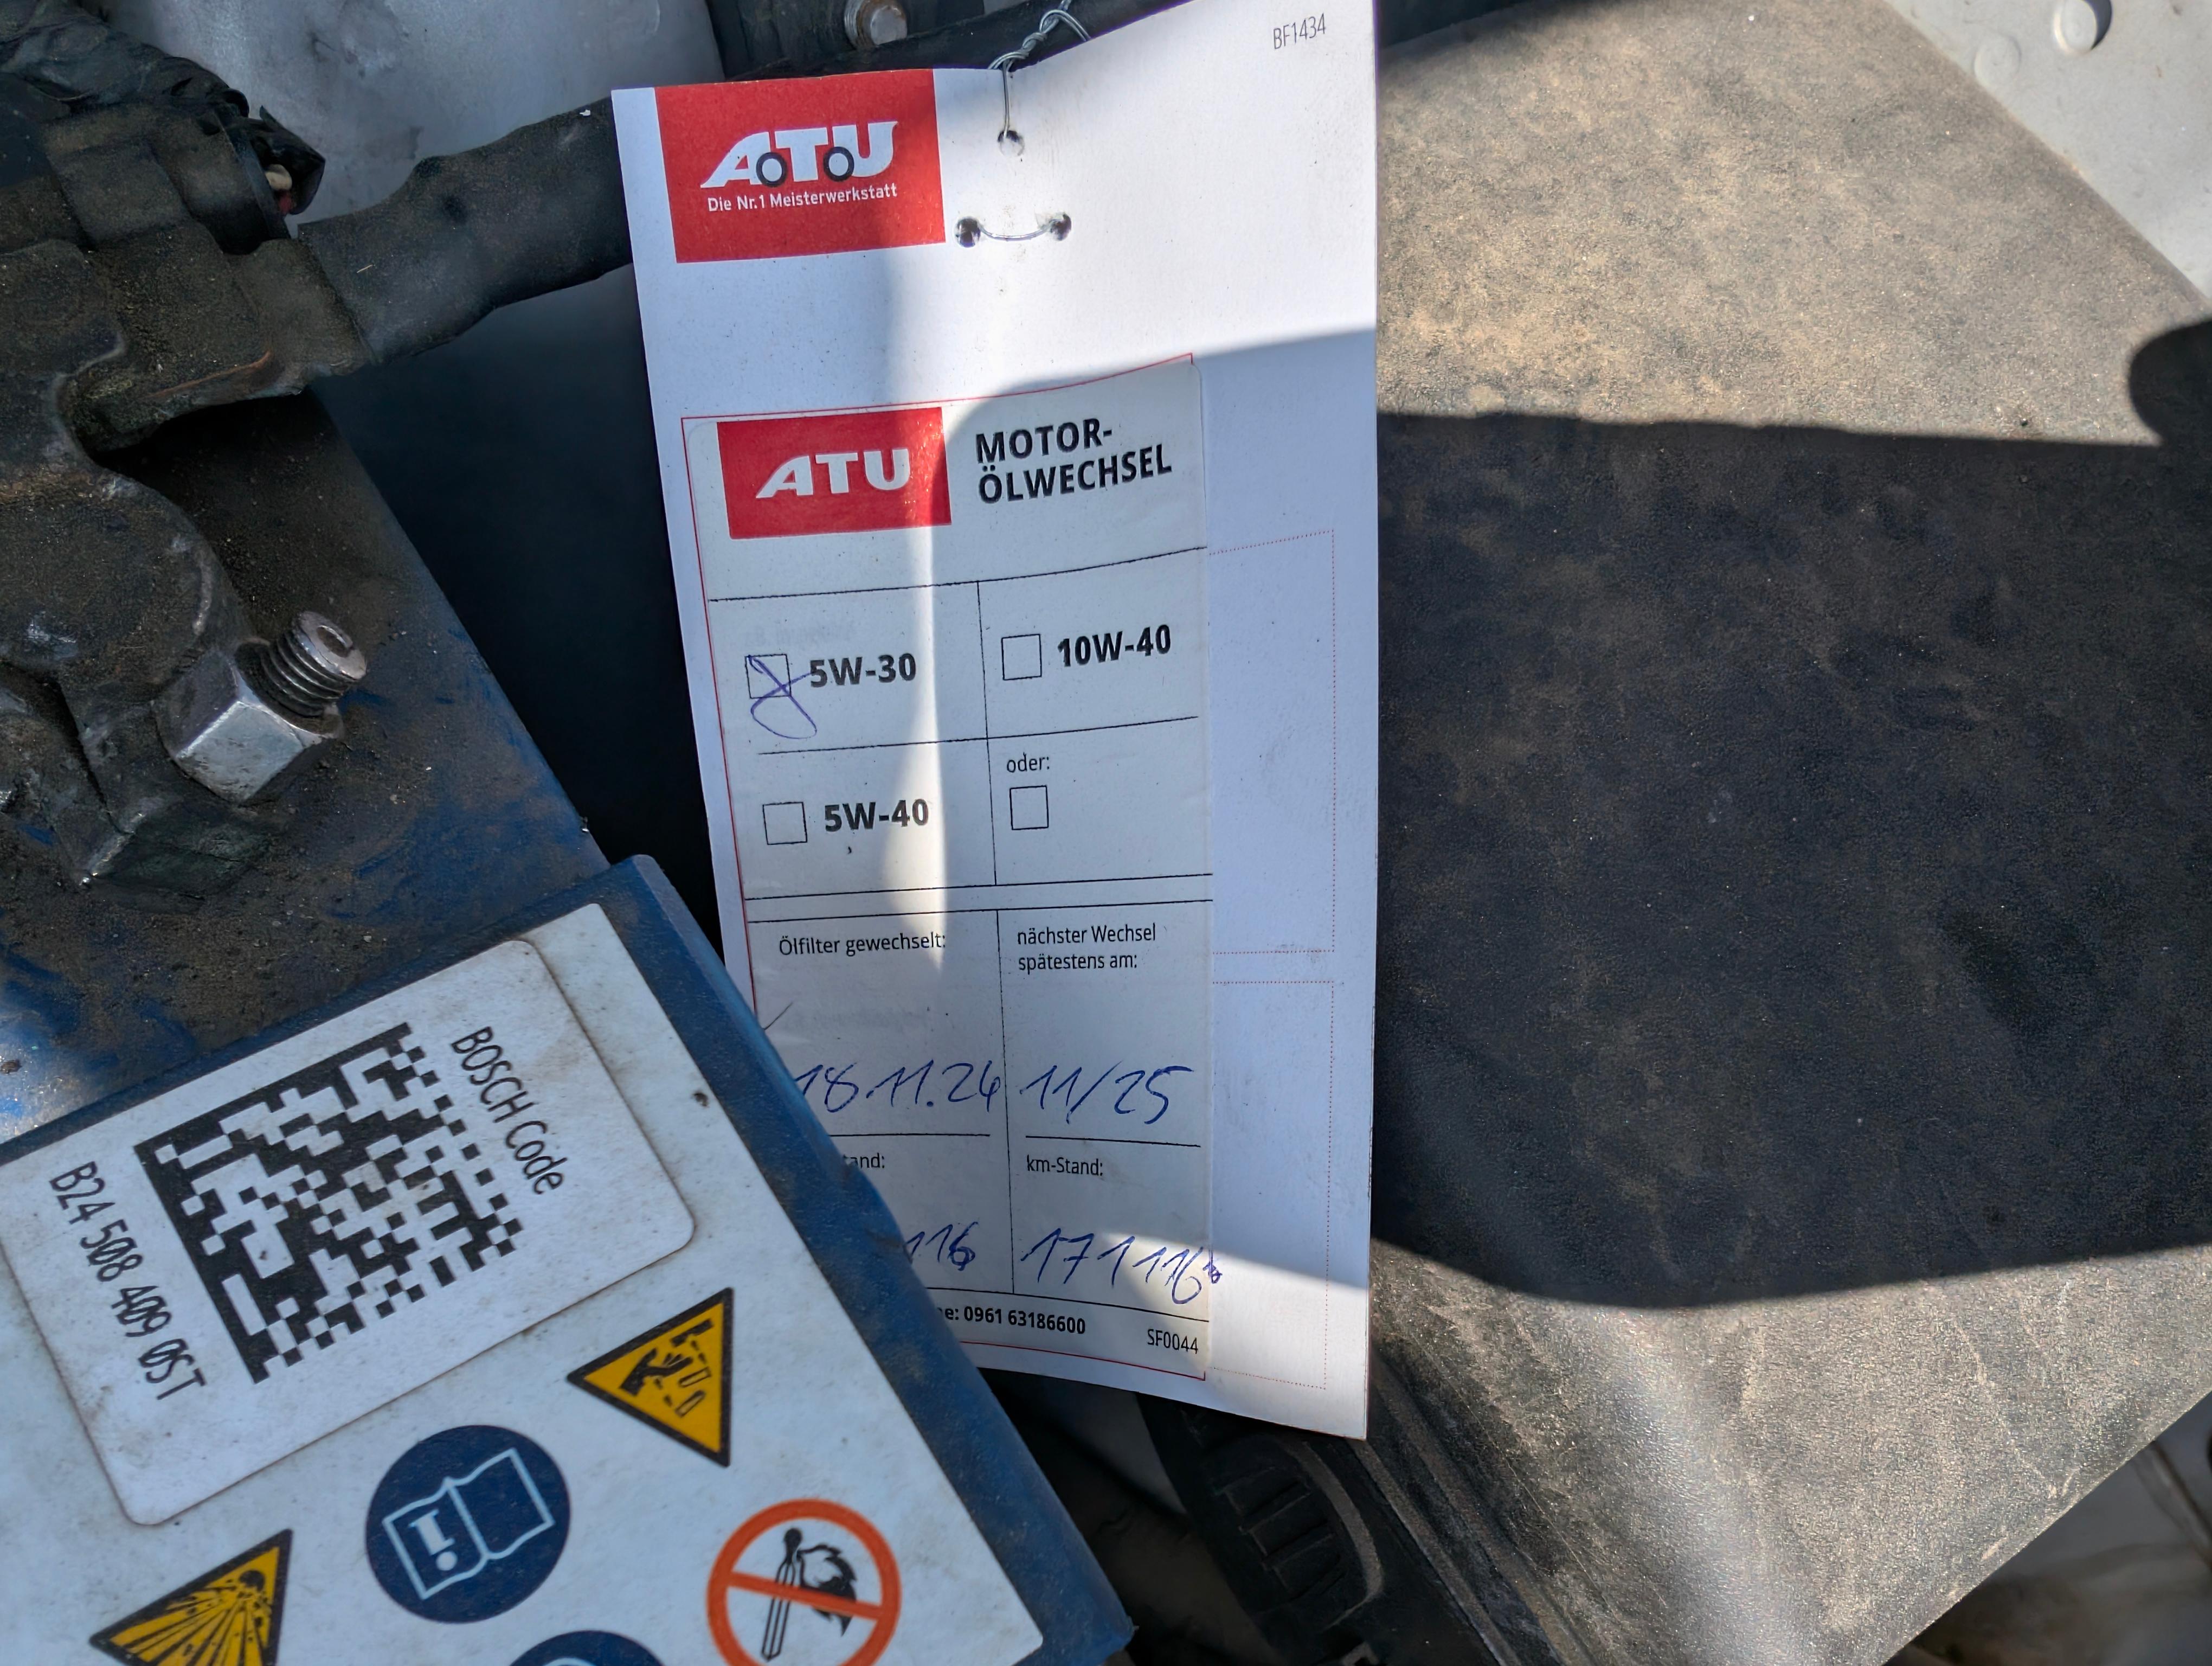 BF1434
ATU
Die Nr.1 Meisterwerkstatt
ATU
MOTOR-
ÖLWECHSEL
5W-30
10W-40
5W-40
oder:
Ölfilter gewechselt:
nächster Wechsel
spätestens am:
18.11.24
11/25
km-Stand:
116
171116
0961 63186600
SF0044
BOSCH Code
B24 508 409 0ST